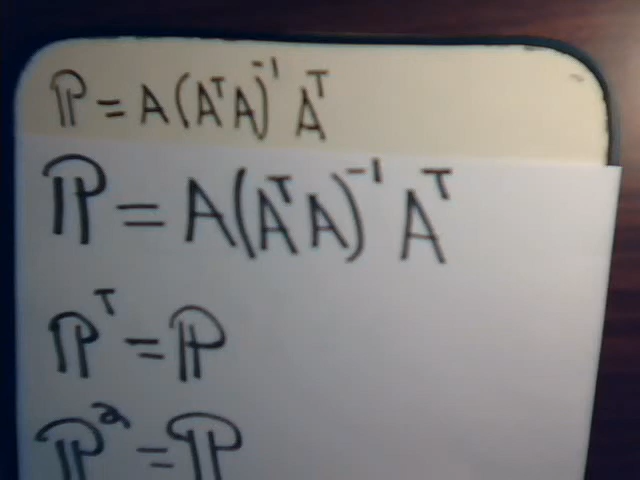 ℙ = A(AᵀA)⁻¹Aᵀ
ℙ = A(AᵀA)⁻¹Aᵀ
ℙᵀ = ℙ
ℙ² = ℙ